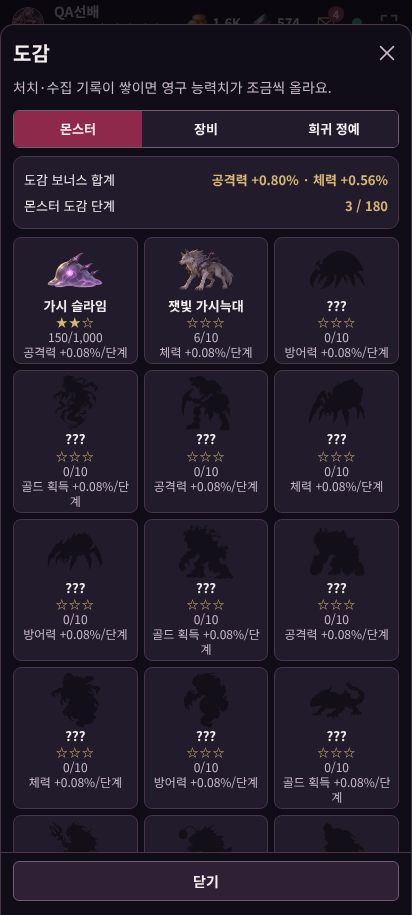 QA선배
1.6K
574
4
도감
처치·수집 기록이 쌓이면 영구 능력치가 조금씩 올라요.
몬스터
장비
희귀 정예
도감 보너스 합계
공격력 +0.80% · 체력 +0.56%
몬스터 도감 단계
3 / 180
가시 슬라임
★★☆
150/1,000
공격력 +0.08%/단계
잿빛 가시늑대
☆☆☆
6/10
체력 +0.08%/단계
???
☆☆☆
0/10
방어력 +0.08%/단계
???
☆☆☆
0/10
골드 획득 +0.08%/단
계
???
☆☆☆
0/10
공격력 +0.08%/단계
???
☆☆☆
0/10
체력 +0.08%/단계
???
☆☆☆
0/10
방어력 +0.08%/단계
???
☆☆☆
0/10
골드 획득 +0.08%/단
계
???
☆☆☆
0/10
공격력 +0.08%/단계
???
☆☆☆
0/10
체력 +0.08%/단계
???
☆☆☆
0/10
방어력 +0.08%/단계
???
☆☆☆
0/10
골드 획득 +0.08%/단
계
닫기